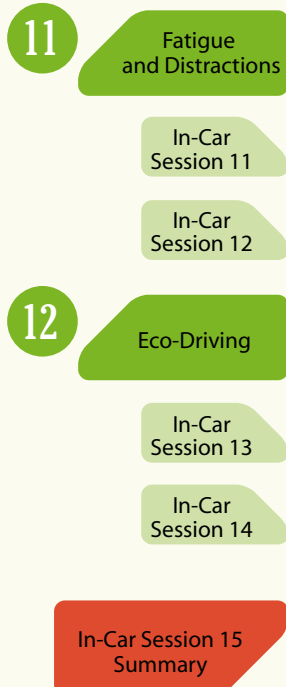 11
Fatigue
and Distractions
In-Car
Session 11
In-Car
Session 12
12
Eco-Driving
In-Car
Session 13
In-Car
Session 14
In-Car Session 15
Summary